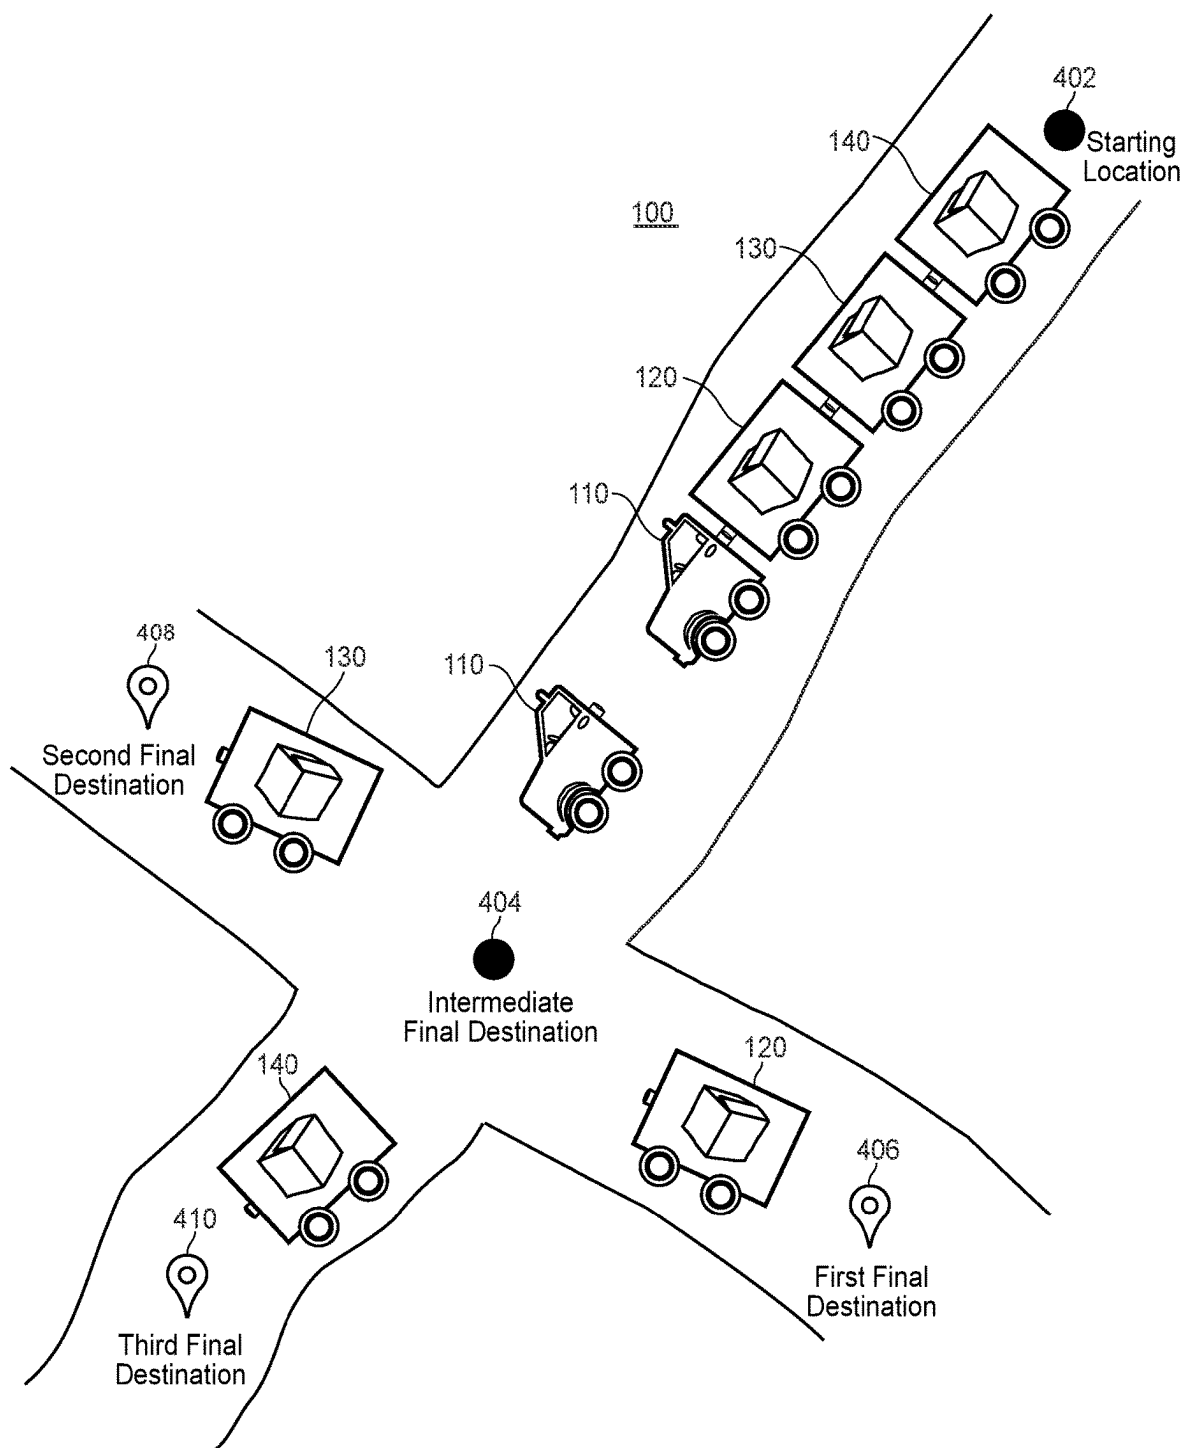 402
Starting
Location
140
100
130
120
110
408
130
110
Second Final
Destination
404
Intermediate
Final Destination
140
120
406
410
First Final
Destination
Third Final
Destination